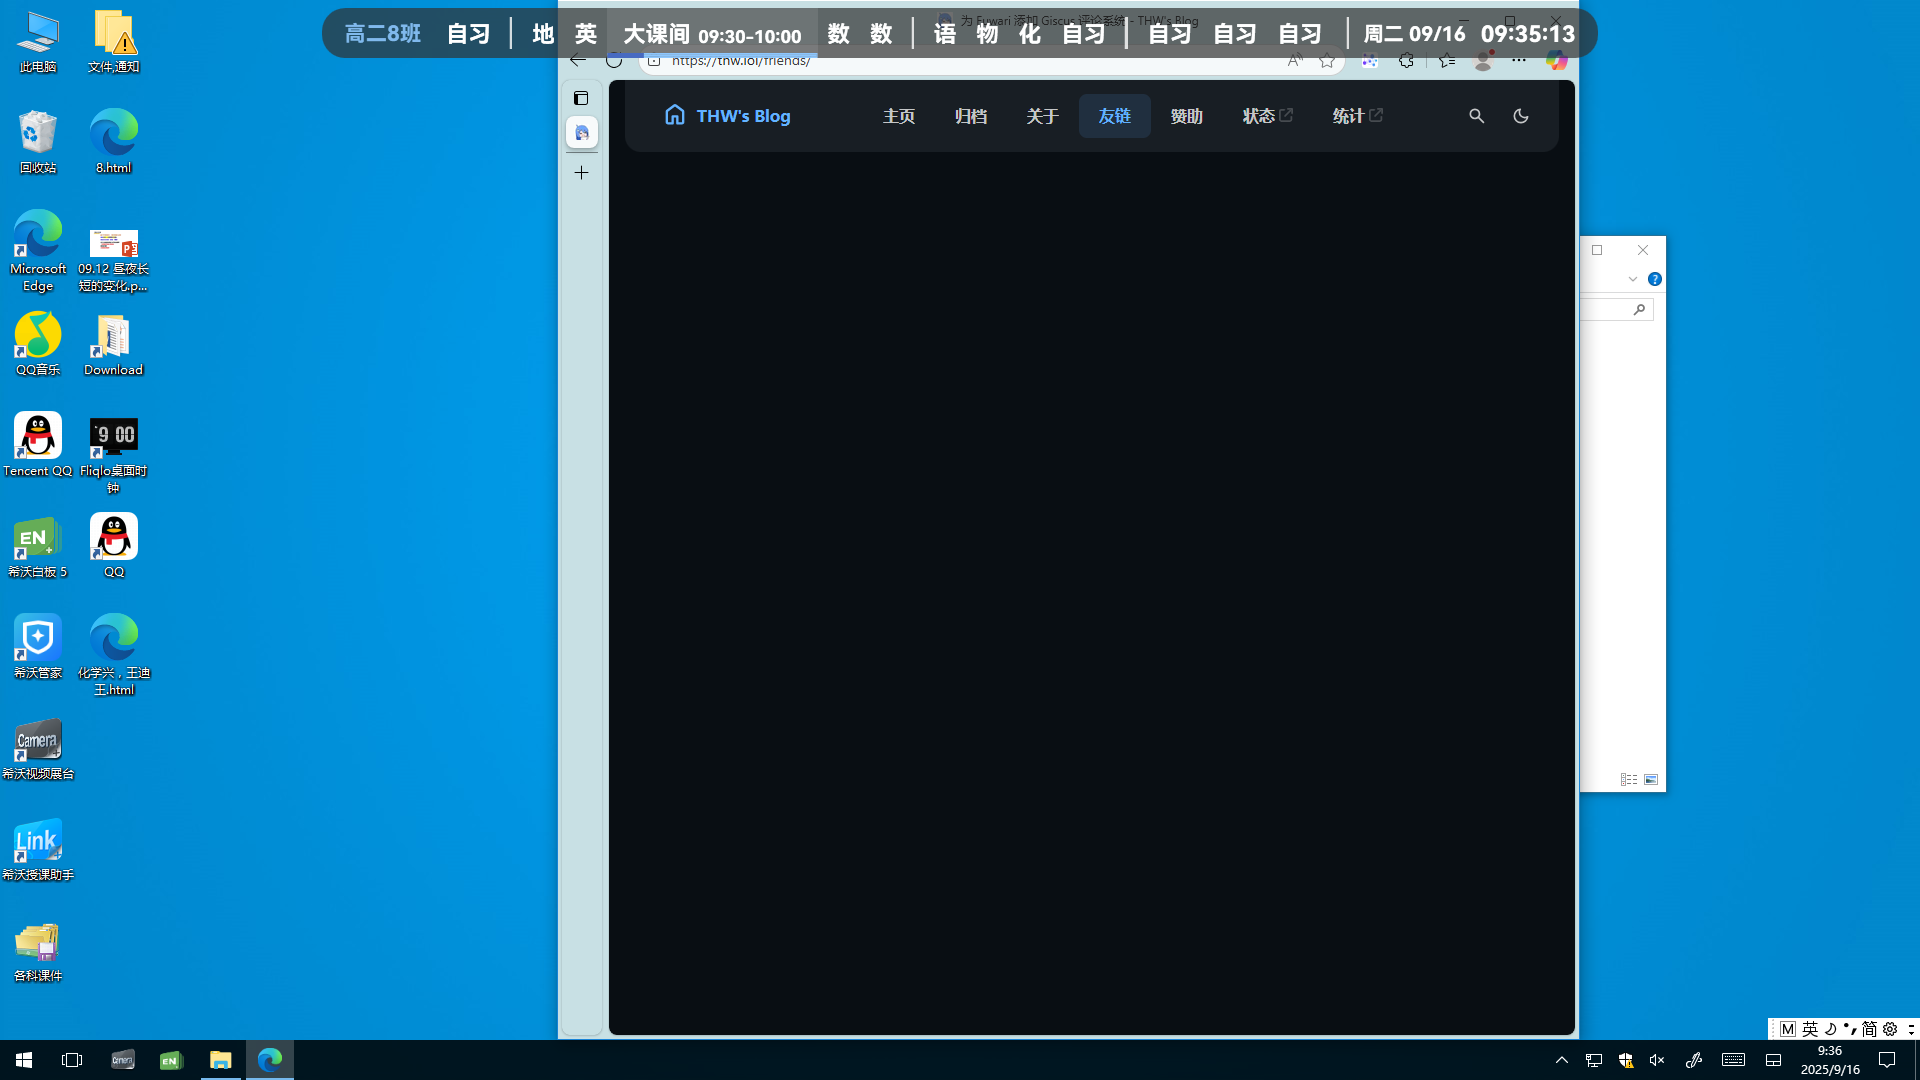 高二8班 自习 | 地 英 大课间 09:30-10:00 数 数 | 语 物 化 自习 | 自习 自习 自习 | 周二 09/16 09:35:13
为 Fuwari 添加 Giscus 评论系统 - THW's Blog
https://thw.lol/friends/
THW's Blog 主页 归档 关于 友链 赞助 状态 统计
此电脑
文件,通知
回收站
8.html
Microsoft
Edge
09.12 昼夜长
短的变化.p...
QQ音乐
Download
Tencent QQ
Fliqlo桌面时
钟
9 00
EN
希沃白板 5
QQ
希沃管家
化学兴，王迪
王.html
Camera
希沃视频展台
Link
希沃授课助手
各科课件
M 英 简
Camera
EN
9:36
2025/9/16